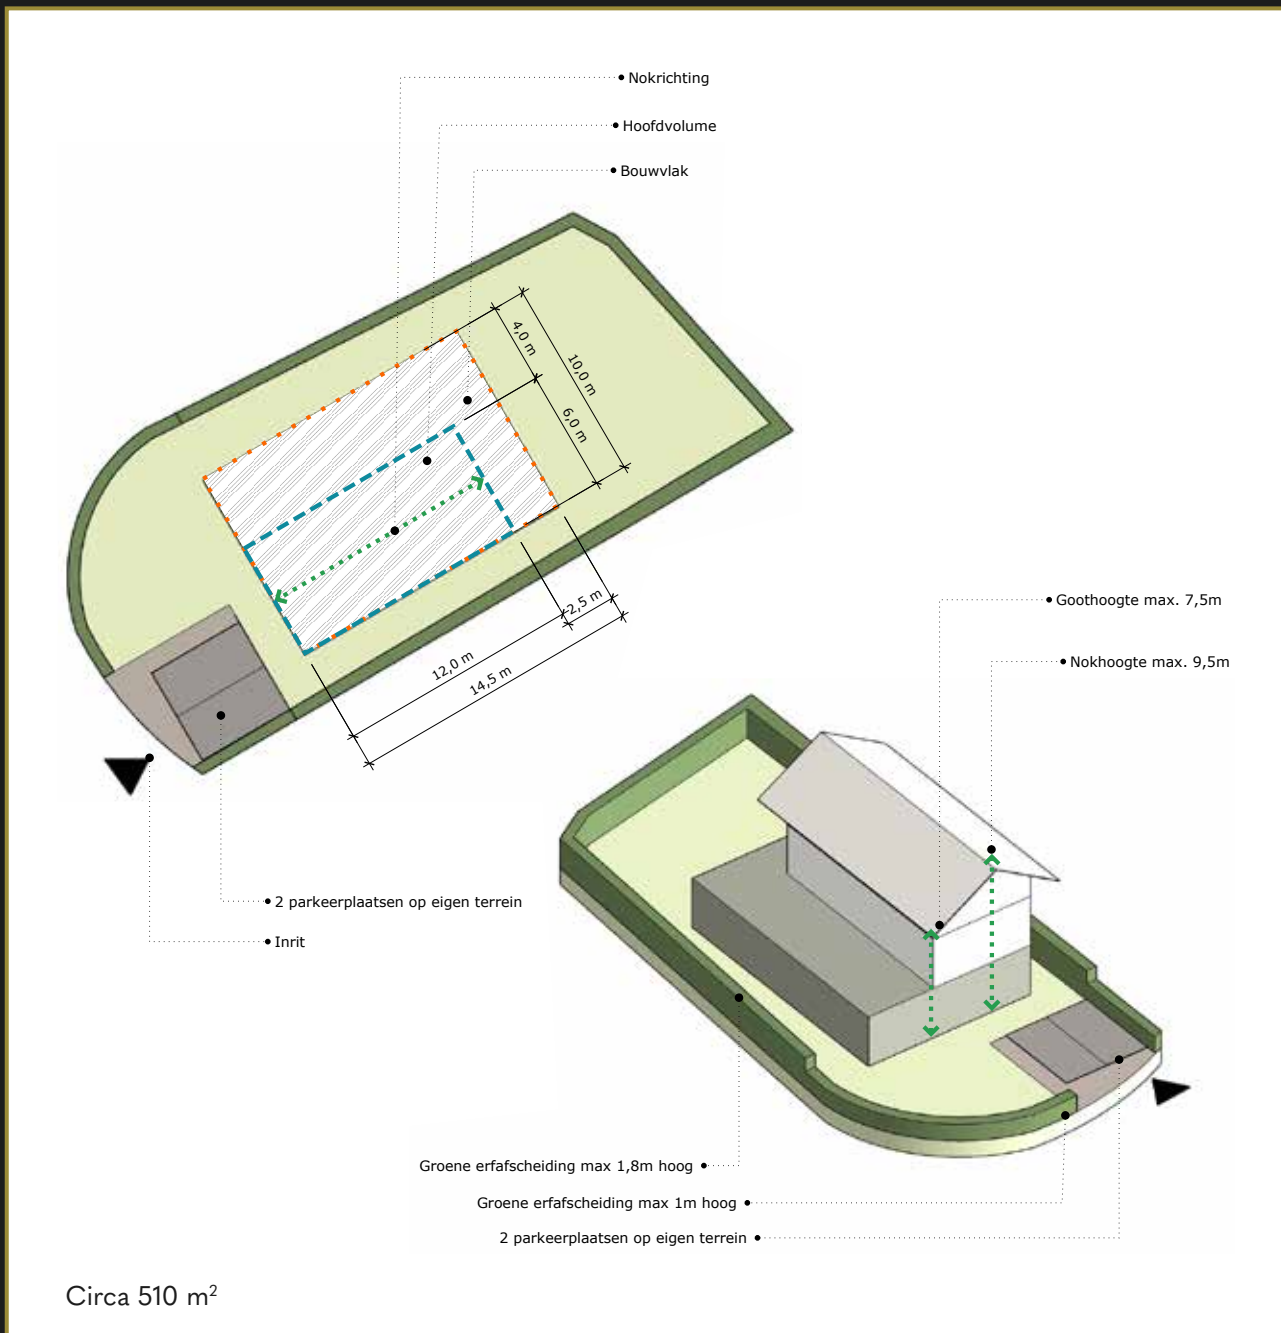 Nokrichting
Hoofdvolume
Bouwvlak
4,0 m
10,0 m
6,0 m
2,5 m
12,0 m
14,5 m
Goothoogte max. 7,5m
Nokhoogte max. 9,5m
2 parkeerplaatsen op eigen terrein
Inrit
Groene erfafscheiding max 1,8m hoog
Groene erfafscheiding max 1m hoog
2 parkeerplaatsen op eigen terrein
Circa 510 m²